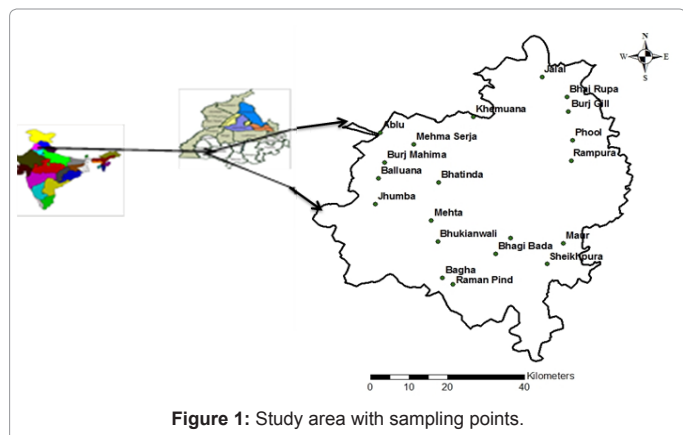 N
W E
S
Jalal
Bhai Rupa
Burj Gill
Khemuana
Ablu
Phool
Mehma Serja
Rampura
Burj Mahima
Balluana
Bhatinda
Jhumba
Mehta
Bhukianwali
Maur
Bhagi Bada
Sheikhpura
Bagha
Raman Pind
Kilometers
0 10 20 40
Figure 1: Study area with sampling points.